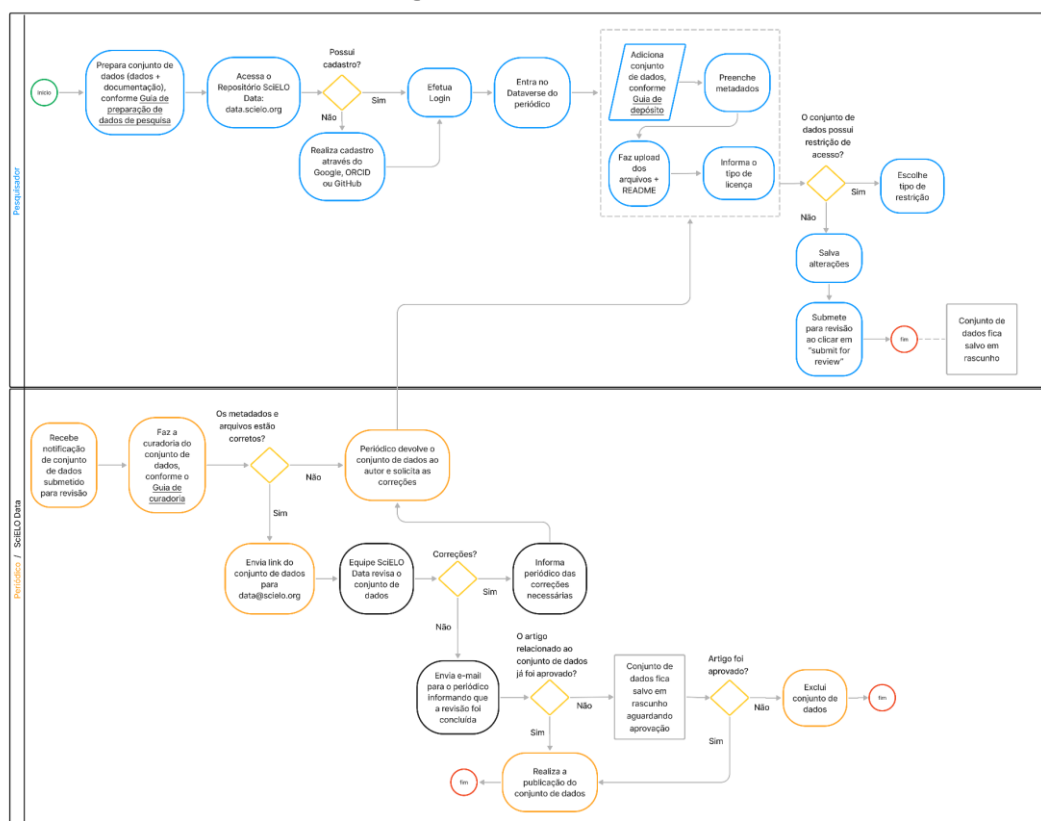 Pesquisador
início
Prepara conjunto de
dados (dados +
documentação),
conforme Guia de
preparação de
dados de pesquisa
Acessa o
Repositório SciELO
Data:
data.scielo.org
Possui
cadastro?
Sim
Não
Realiza cadastro
através do
Google, ORCID
ou GitHub
Efetua
Login
Entra no
Dataverse do
periódico
Adiciona
conjunto
de dados,
conforme
Guia de
depósito
Preenche
metadados
Faz upload
dos
arquivos +
README
Informa o
tipo de
licença
O conjunto
de dados possui
restrição de
acesso?
Sim
Escolhe
tipo de
restrição
Não
Salva
alterações
Submete
para revisão
ao clicar em
"submit for
review"
fim
Conjunto de
dados fica
salvo em
rascunho
Periódico / SciELO Data
Recebe
notificação
de conjunto
de dados
submetido
para revisão
Faz a
curadoria do
conjunto de
dados,
conforme o
Guia de
curadoria
Os metadados e
arquivos estão
corretos?
Não
Periódico devolve o
conjunto de dados ao
autor e solicita as
correções
Sim
Envia link do
conjunto de dados
para
data@scielo.org
Equipe SciELO
Data revisa o
conjunto de
dados
Correções?
Sim
Informa
periódico das
correções
necessárias
Não
Envia e-mail
para o periódico
informando que
a revisão foi
concluída
O artigo
relacionado ao
conjunto de dados
já foi aprovado?
Não
Conjunto de
dados fica
salvo em
rascunho
aguardando
aprovação
Artigo foi
aprovado?
Não
Exclui
conjunto de
dados
fim
Sim
Sim
Realiza a
publicação do
conjunto de dados
fim